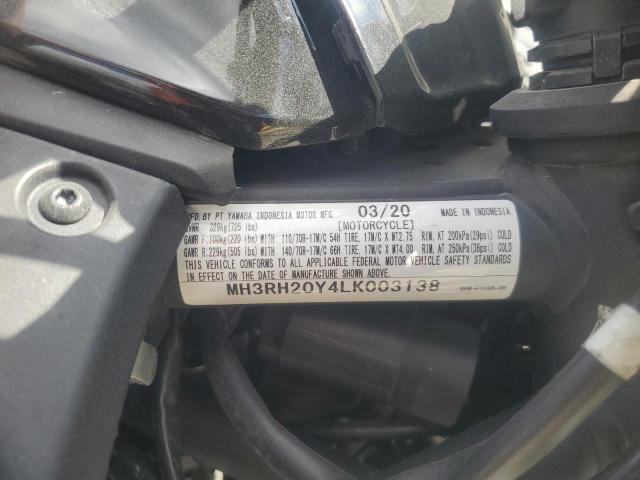 MFD. BY PT YAMAHA INDONESIA MOTOR MFG. 03/20 MADE IN INDONESIA
GVWR 329kg(725 lbs) [MOTORCYCLE]
GAWR F:100kg(220 lbs) WITH 110/70R-17M/C 54H TIRE, 17M/C X MT2.75 RIM, AT 200kPa(29psi) COLD
GAWR R:229kg(505 lbs) WITH 140/70R-17M/C 66H TIRE, 17M/C X MT4.00 RIM, AT 250kPa(36psi) COLD
THIS VEHICLE CONFORMS TO ALL APPLICABLE FEDERAL MOTOR VEHICLE SAFETY STANDARDS
IN EFFECT ON THE DATE OF MANUFACTURE SHOWN ABOVE.
MH3RH20Y4LK003138